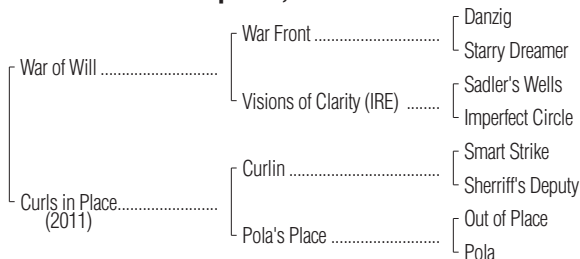 Danzig
War Front
Starry Dreamer
War of Will
Sadler's Wells
Visions of Clarity (IRE)
Imperfect Circle
Smart Strike
Curlin
Sherriff's Deputy
Curls in Place
(2011)
Out of Place
Pola's Place
Pola